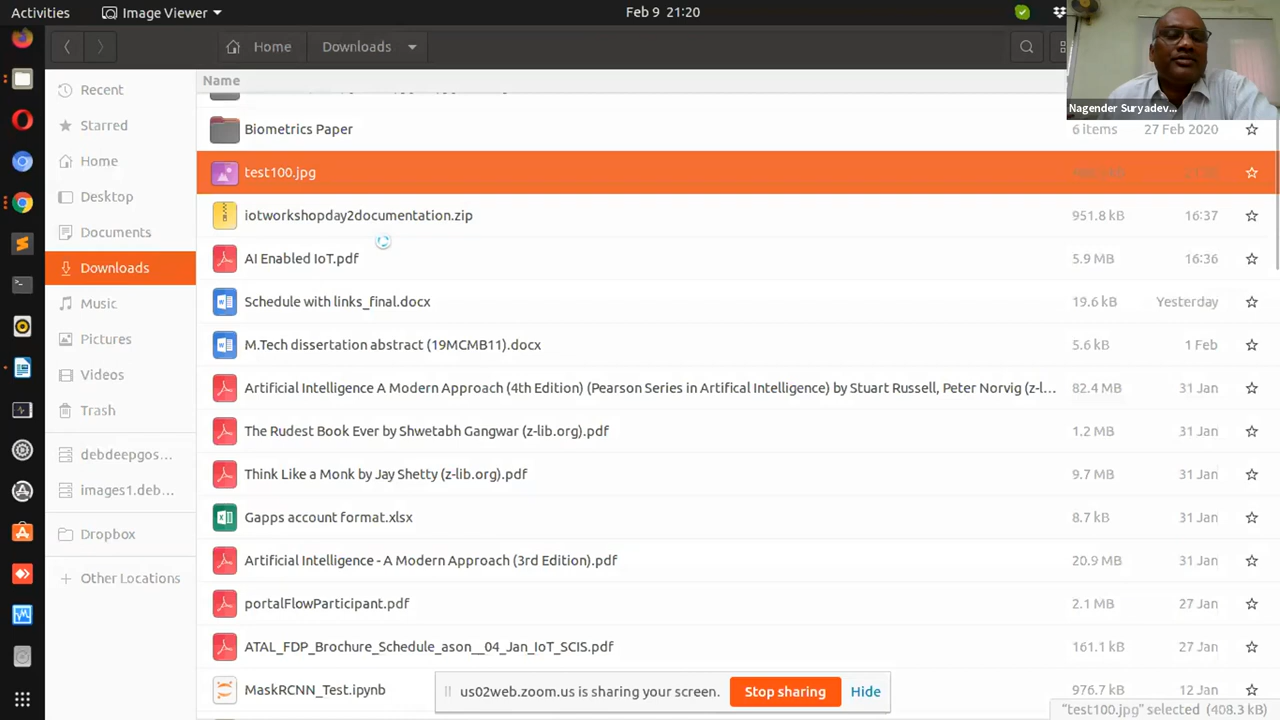 Activities Image Viewer Feb 9 21:20
Home Downloads
Nagender Suryadev...
Name
Recent
Starred
Home
Desktop
Documents
Downloads
Music
Pictures
Videos
Trash
debdeepgos...
images1.deb...
Dropbox
Other Locations
Biometrics Paper 6 items 27 Feb 2020
test100.jpg
iotworkshopday2documentation.zip 951.8 kB 16:37
AI Enabled IoT.pdf 5.9 MB 16:36
Schedule with links_final.docx 19.6 kB Yesterday
M.Tech dissertation abstract (19MCMB11).docx 5.6 kB 1 Feb
Artificial Intelligence A Modern Approach (4th Edition) (Pearson Series in Artifical Intelligence) by Stuart Russell, Peter Norvig (z-l... 82.4 MB 31 Jan
The Rudest Book Ever by Shwetabh Gangwar (z-lib.org).pdf 1.2 MB 31 Jan
Think Like a Monk by Jay Shetty (z-lib.org).pdf 9.7 MB 31 Jan
Gapps account format.xlsx 8.7 kB 31 Jan
Artificial Intelligence - A Modern Approach (3rd Edition).pdf 20.9 MB 31 Jan
portalFlowParticipant.pdf 2.1 MB 27 Jan
ATAL_FDP_Brochure_Schedule_ason__04_Jan_IoT_SCIS.pdf 161.1 kB 27 Jan
MaskRCNN_Test.ipynb 976.7 kB 12 Jan
us02web.zoom.us is sharing your screen. Stop sharing Hide
"test100.jpg" selected (408.3 kB)